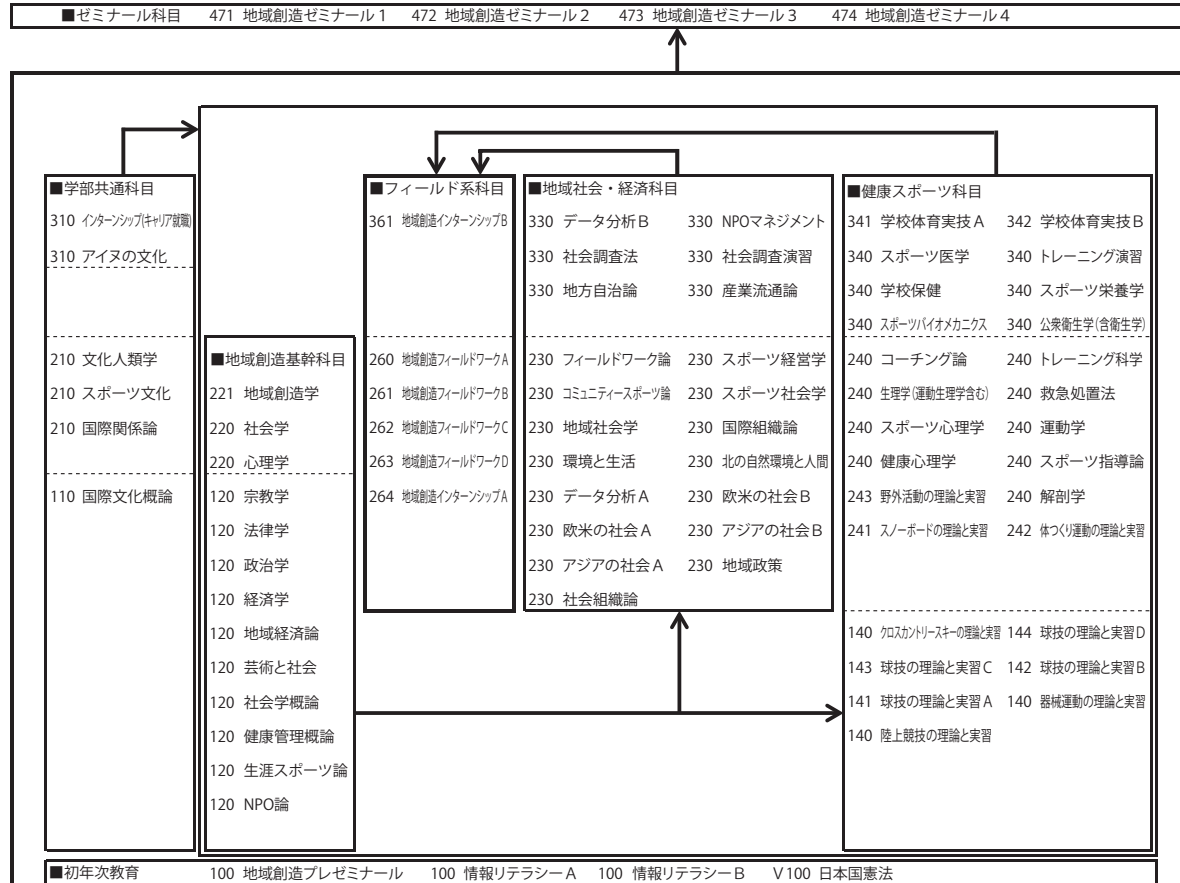 ■ゼミナール科目 471 地域創造ゼミナール1 472 地域創造ゼミナール2 473 地域創造ゼミナール3 474 地域創造ゼミナール4
■学部共通科目
310 インターンシップ(キャリア就職)
310 アイヌの文化
210 文化人類学
210 スポーツ文化
210 国際関係論
110 国際文化概論
■地域創造基幹科目
221 地域創造学
220 社会学
220 心理学
120 宗教学
120 法律学
120 政治学
120 経済学
120 地域経済論
120 芸術と社会
120 社会学概論
120 健康管理概論
120 生涯スポーツ論
120 NPO論
■フィールド系科目
361 地域創造インターンシップB
260 地域創造フィールドワークA
261 地域創造フィールドワークB
262 地域創造フィールドワークC
263 地域創造フィールドワークD
264 地域創造インターンシップA
■地域社会・経済科目
330 データ分析B 330 NPOマネジメント
330 社会調査法 330 社会調査演習
330 地方自治論 330 産業流通論
230 フィールドワーク論 230 スポーツ経営学
230 コミュニティースポーツ論 230 スポーツ社会学
230 地域社会学 230 国際組織論
230 環境と生活 230 北の自然環境と人間
230 データ分析A 230 欧米の社会B
230 欧米の社会A 230 アジアの社会B
230 アジアの社会A 230 地域政策
230 社会組織論
■健康スポーツ科目
341 学校体育実技A 342 学校体育実技B
340 スポーツ医学 340 トレーニング演習
340 学校保健 340 スポーツ栄養学
340 スポーツバイオメカニクス 340 公衆衛生学(含衛生学)
240 コーチング論 240 トレーニング科学
240 生理学(運動生理学含む) 240 救急処置法
240 スポーツ心理学 240 運動学
240 健康心理学 240 スポーツ指導論
243 野外活動の理論と実習 240 解剖学
241 スノーボードの理論と実習 242 体つくり運動の理論と実習
140 クロスカントリースキーの理論と実習 144 球技の理論と実習D
143 球技の理論と実習C 142 球技の理論と実習B
141 球技の理論と実習A 140 器械運動の理論と実習
140 陸上競技の理論と実習
■初年次教育 100 地域創造プレゼミナール 100 情報リテラシーA 100 情報リテラシーB V100 日本国憲法